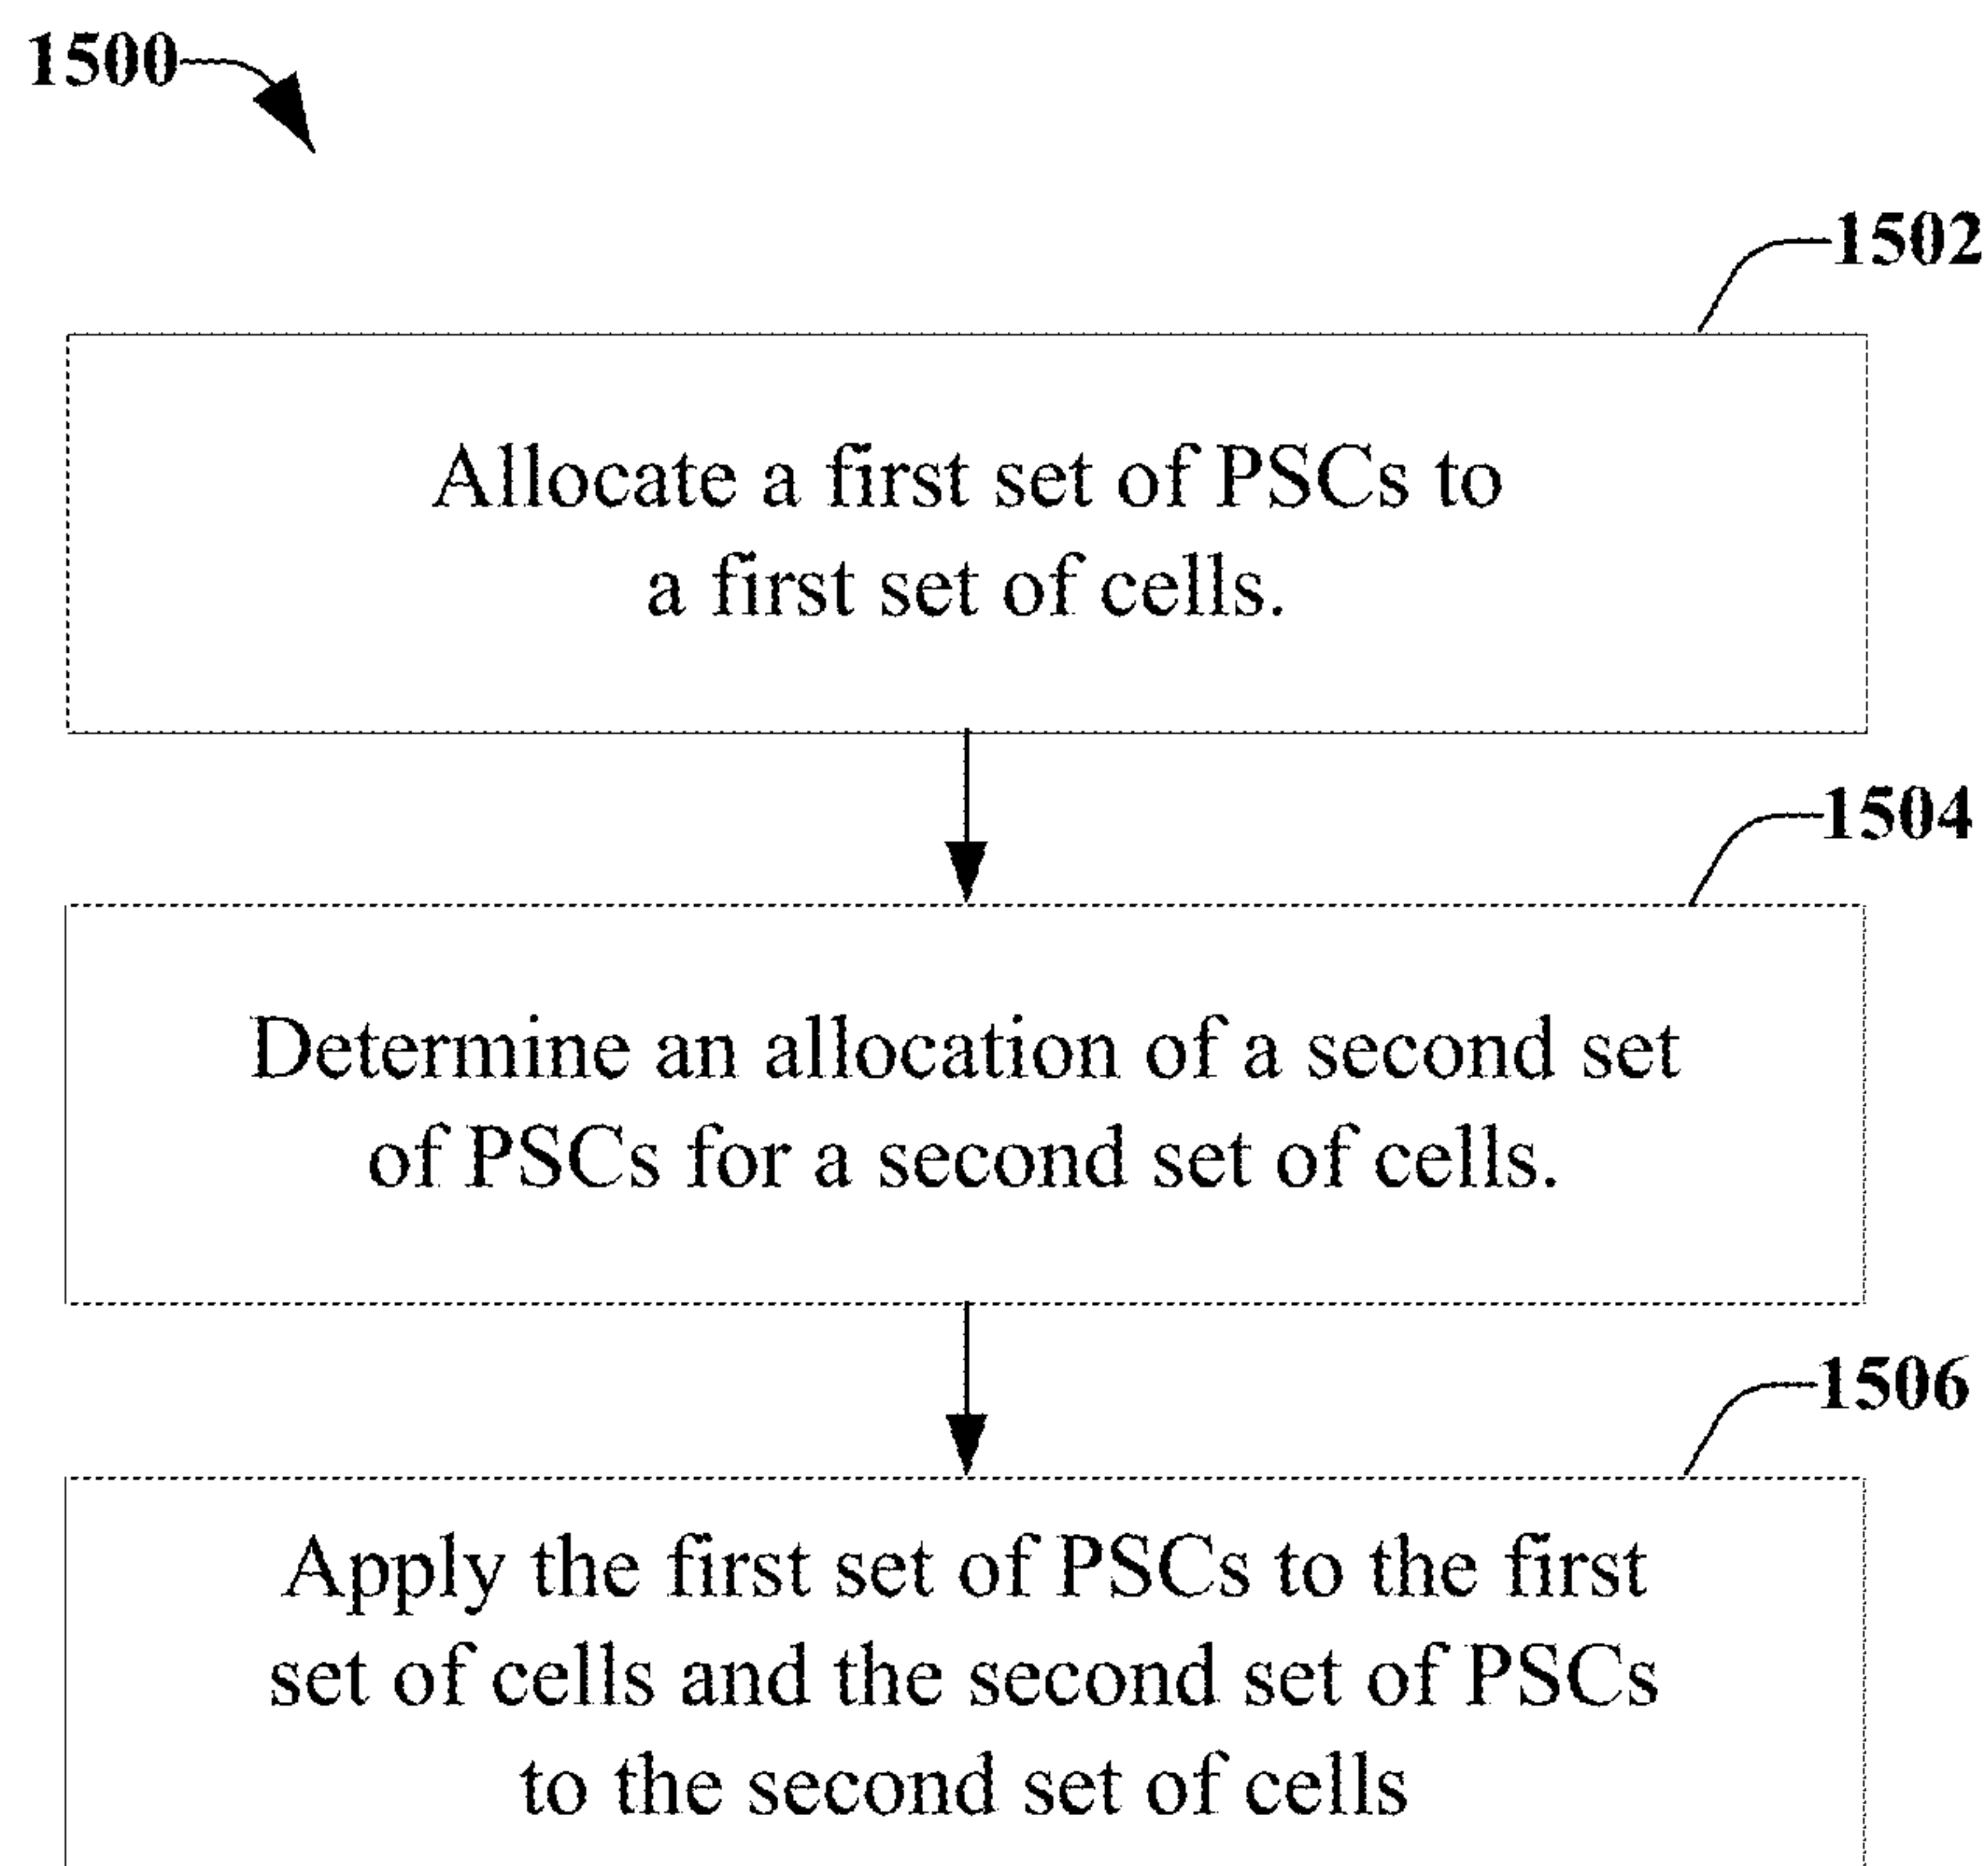 1500
1502
Allocate a first set of PSCs to
a first set of cells.
1504
Determine an allocation of a second set
of PSCs for a second set of cells.
1506
Apply the first set of PSCs to the first
set of cells and the second set of PSCs
to the second set of cells